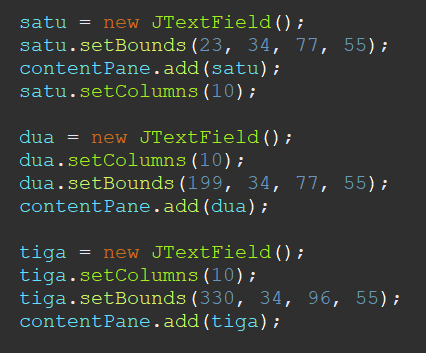 satu = new JTextField();
satu.setBounds(23, 34, 77, 55);
contentPane.add(satu);
satu.setColumns(10);

dua = new JTextField();
dua.setColumns(10);
dua.setBounds(199, 34, 77, 55);
contentPane.add(dua);

tiga = new JTextField();
tiga.setColumns(10);
tiga.setBounds(330, 34, 96, 55);
contentPane.add(tiga);